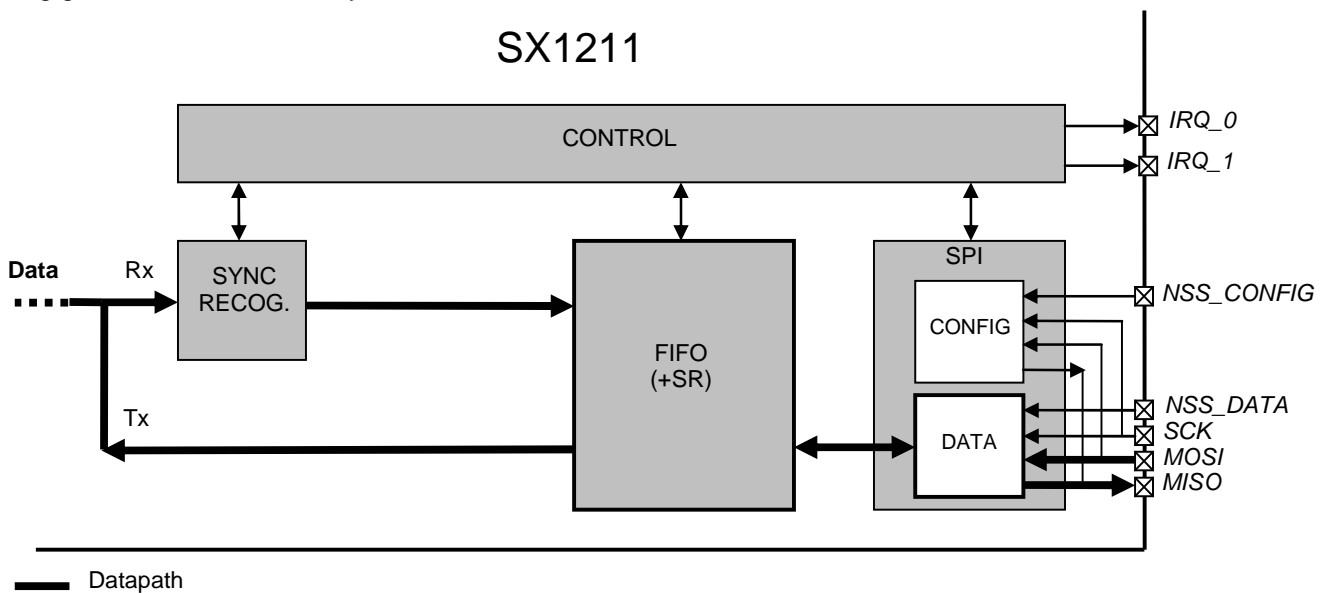 SX1211
CONTROL
IRQ_0
IRQ_1
Data
Rx
SYNC
RECOG.
SPI
NSS_CONFIG
CONFIG
FIFO
(+SR)
Tx
NSS_DATA
SCK
DATA
MOSI
MISO
Datapath